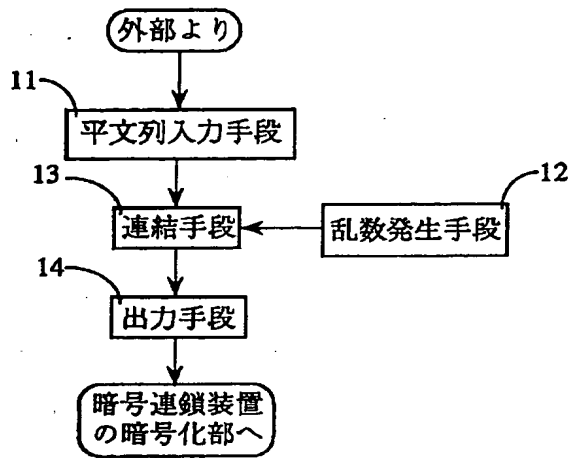 外部より
11
平文列入力手段
13
連結手段
12
乱数発生手段
14
出力手段
暗号連鎖装置
の暗号化部へ